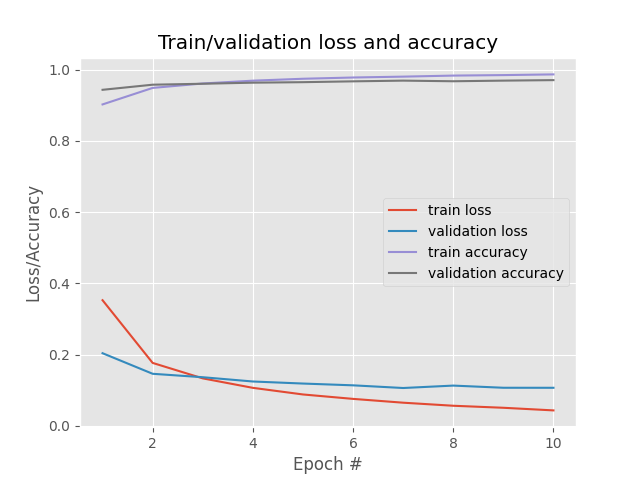 Train/validation loss and accuracy
1.0
0.8
0.6
0.4
0.2
0.0
Loss/Accuracy
train loss
validation loss
train accuracy
validation accuracy
2
4
6
8
10
Epoch #